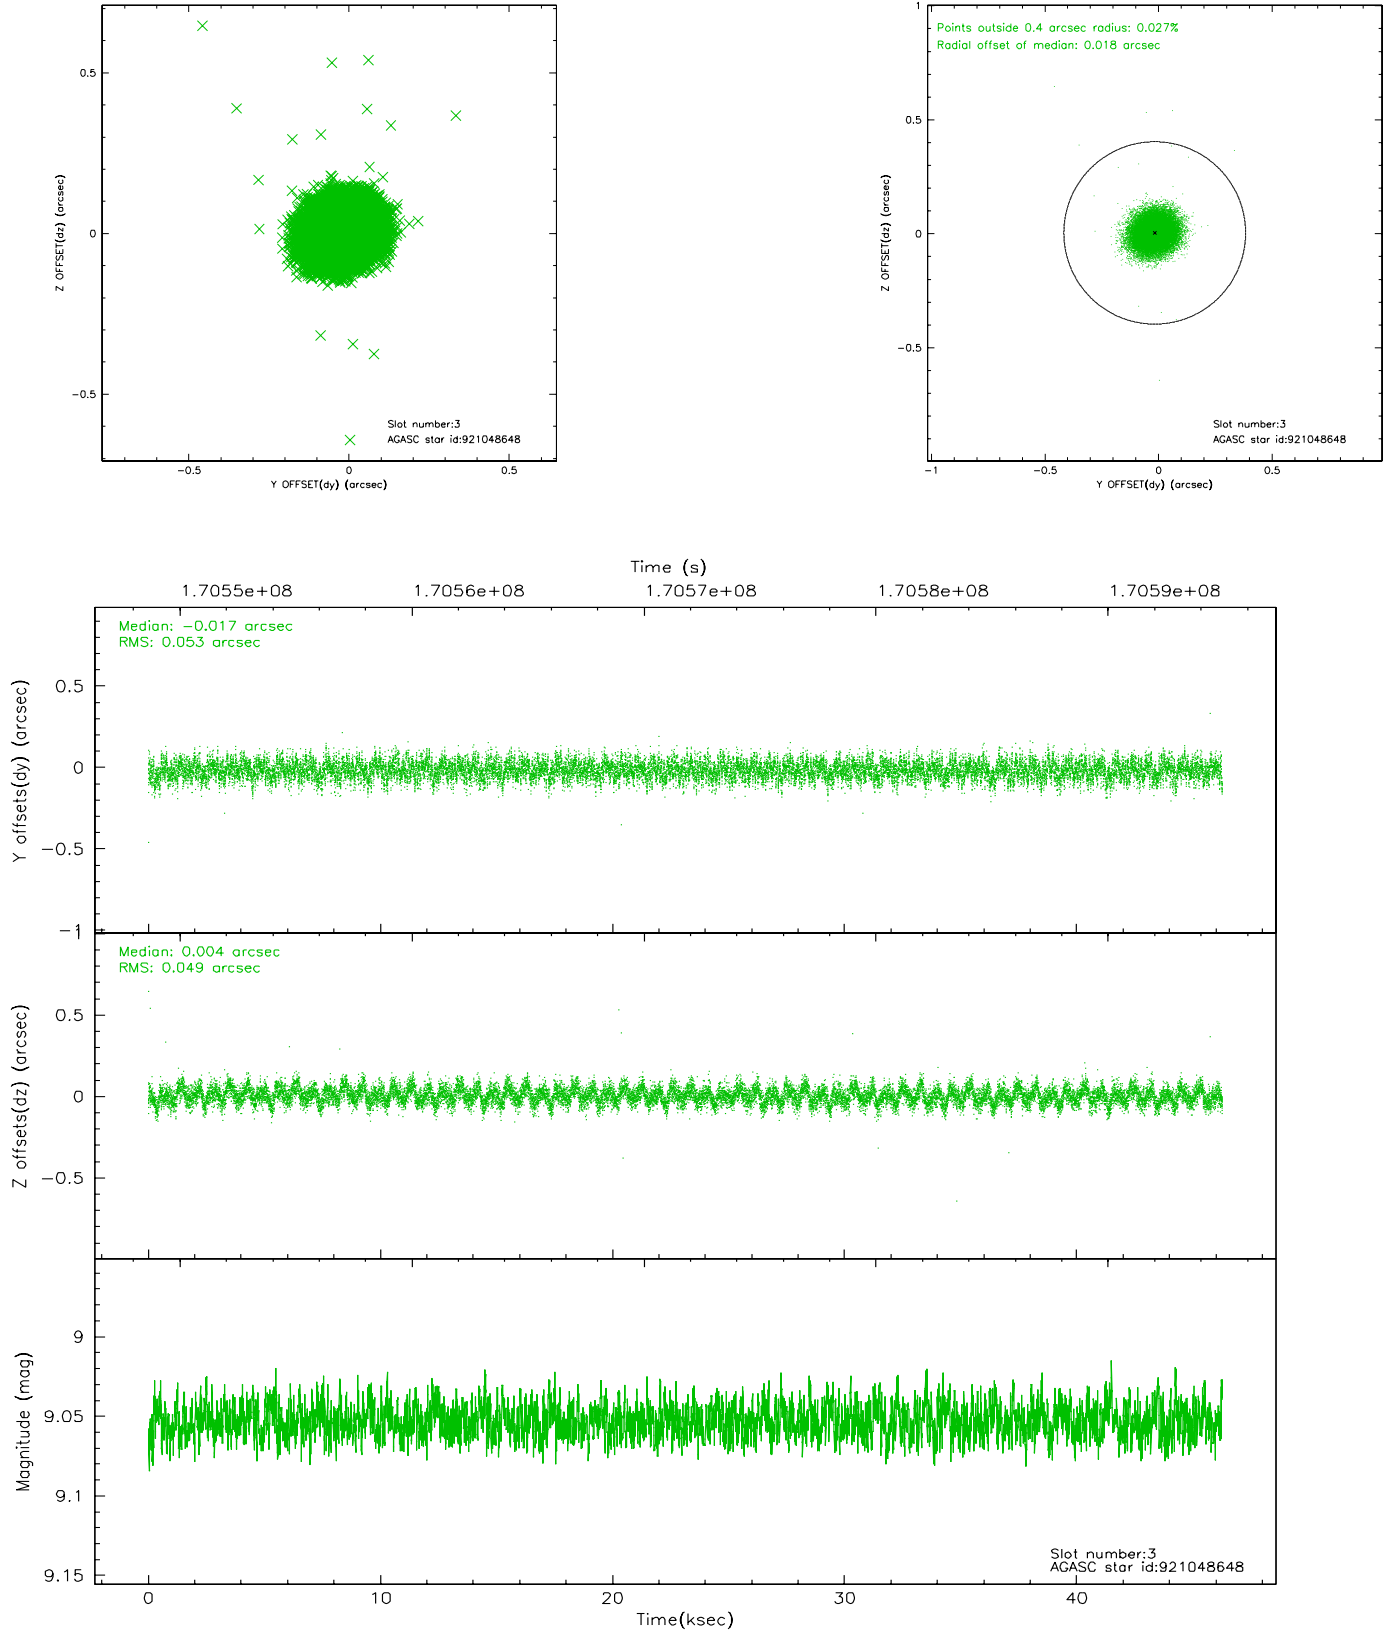 0.5
0
−0.5
Z OFFSET(dz) (arcsec)
Slot number:3
AGASC star id:921048648
−0.5
0
0.5
Y OFFSET(dy) (arcsec)
Points outside 0.4 arcsec radius: 0.027%
Radial offset of median: 0.018 arcsec
1
0.5
0
−0.5
Z OFFSET(dz) (arcsec)
Slot number:3
AGASC star id:921048648
−1
−0.5
0
0.5
Y OFFSET(dy) (arcsec)
Time (s)
1.7055e+08
1.7056e+08
1.7057e+08
1.7058e+08
1.7059e+08
Median: −0.017 arcsec
RMS: 0.053 arcsec
0.5
0
−0.5
−1
Y offsets(dy) (arcsec)
Median: 0.004 arcsec
RMS: 0.049 arcsec
0.5
0
−0.5
Z offsets(dz) (arcsec)
9
9.05
9.1
9.15
Magnitude (mag)
Slot number:3
AGASC star id:921048648
0
10
20
30
40
Time(ksec)